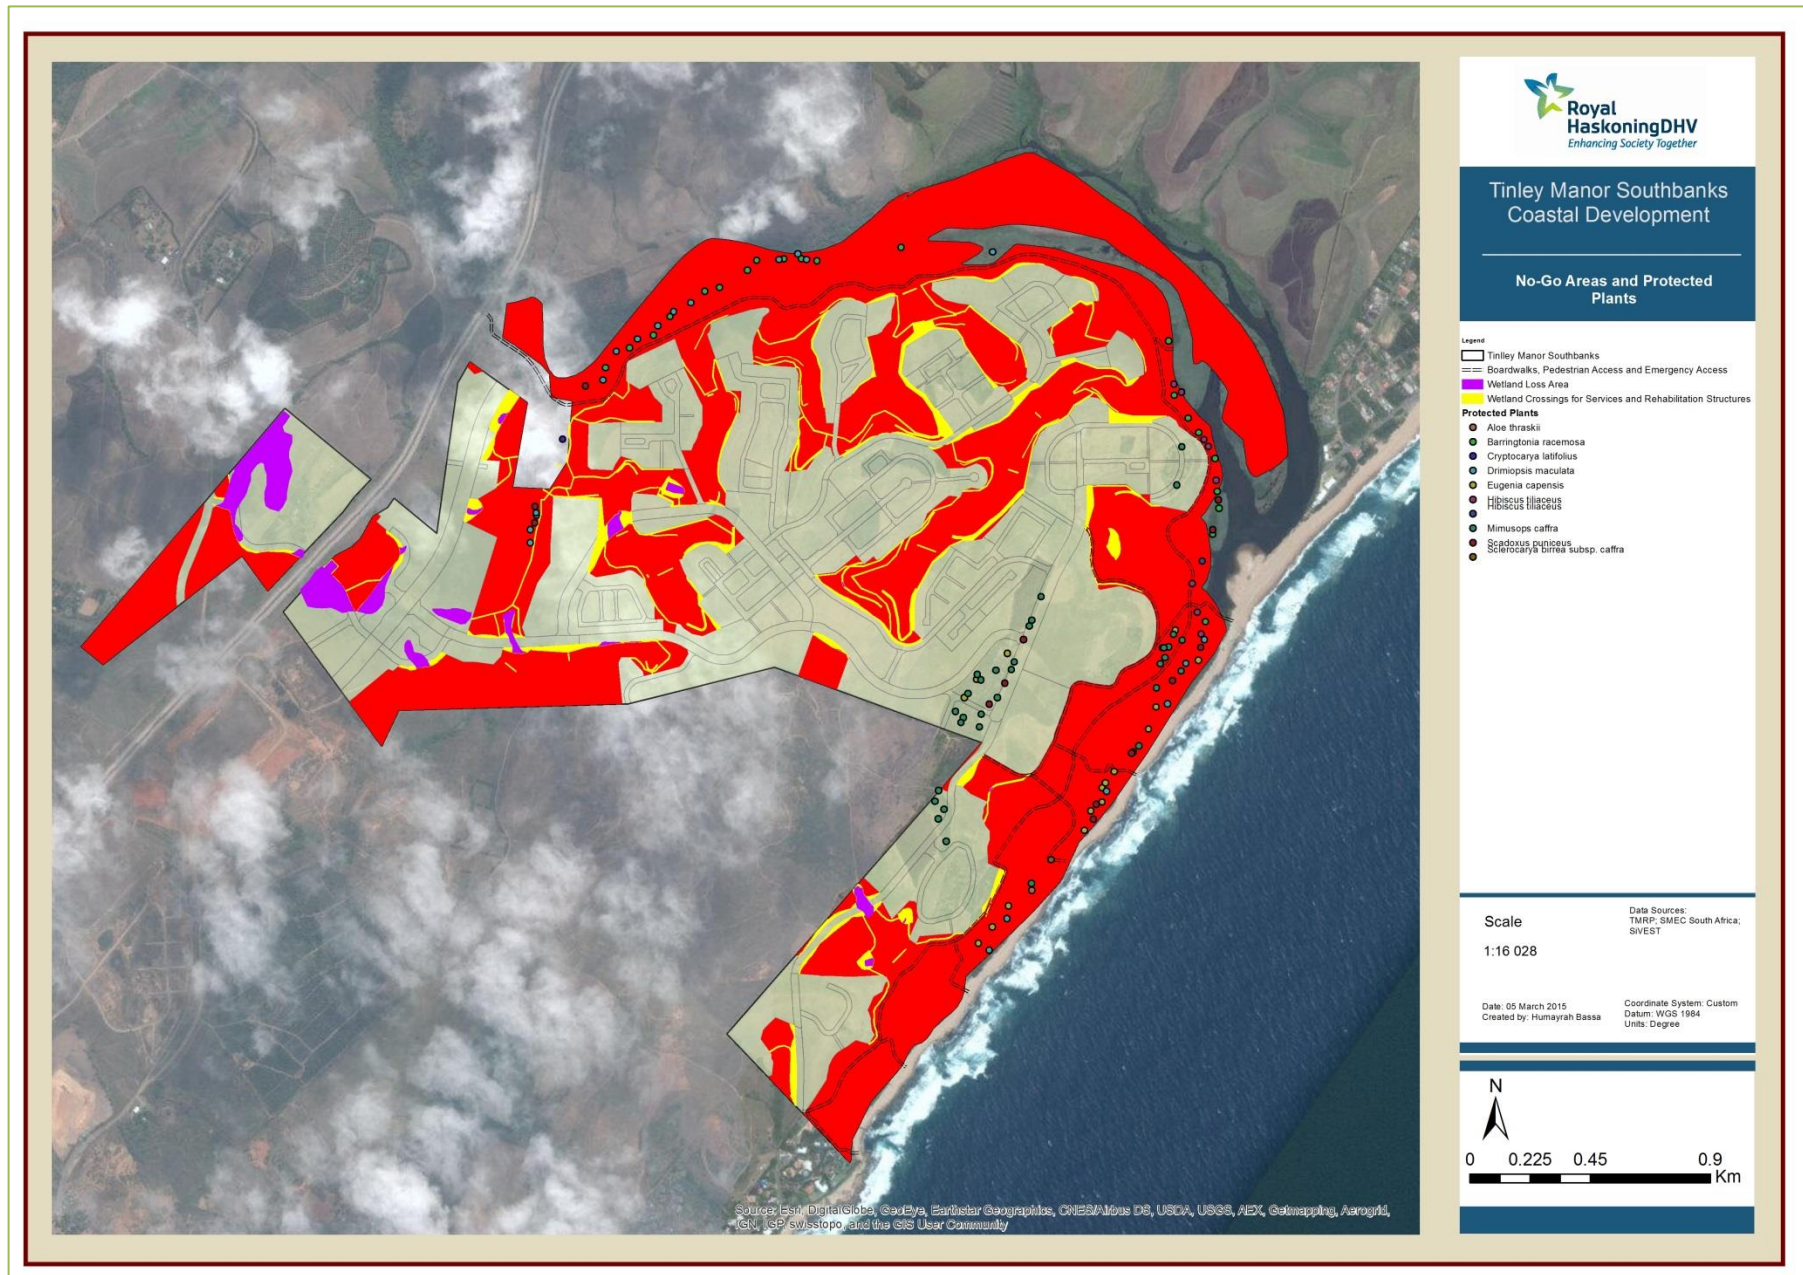 Royal
HaskoningDHV
Enhancing Society Together
Tinley Manor Southbanks
Coastal Development
No-Go Areas and Protected
Plants
Legend
Tinley Manor Southbanks
Boardwalks, Pedestrian Access and Emergency Access
Wetland Loss Area
Wetland Crossings for Services and Rehabilitation Structures
Protected Plants
Aloe thraskii
Barringtonia racemosa
Cryptocarya latifolius
Drimiopsis maculata
Eugenia capensis
Hibiscus tiliaceus
Hibiscus tiliaceus
Mimusops caffra
Scadoxus puniceus
Sclerocarya birrea subsp. caffra
Scale
1:16 028
Data Sources:
TMRP; SMEC South Africa;
SiVEST
Date: 05 March 2015
Created by: Humayrah Bassa
Coordinate System: Custom
Datum: WGS 1984
Units: Degree
N
0 0.225 0.45 0.9
Km
Source: Esri, DigitalGlobe, GeoEye, Earthstar Geographics, CNES/Airbus DS, USDA, USGS, AEX, Getmapping, Aerogrid,
IGN, IGP, swisstopo, and the GIS User Community